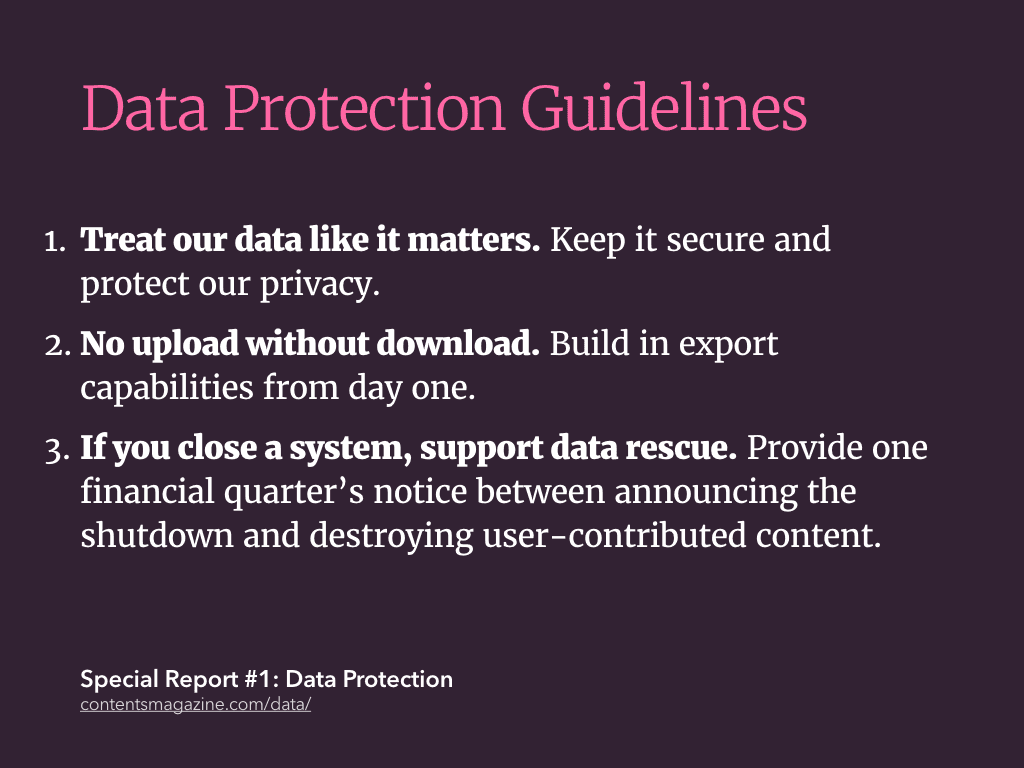 Data Protection Guidelines
1. Treat our data like it matters. Keep it secure and
protect our privacy.
2. No upload without download. Build in export
capabilities from day one.
3. If you close a system, support data rescue. Provide one
financial quarter’s notice between announcing the
shutdown and destroying user-contributed content.
Special Report #1: Data Protection
contentsmagazine.com/data/